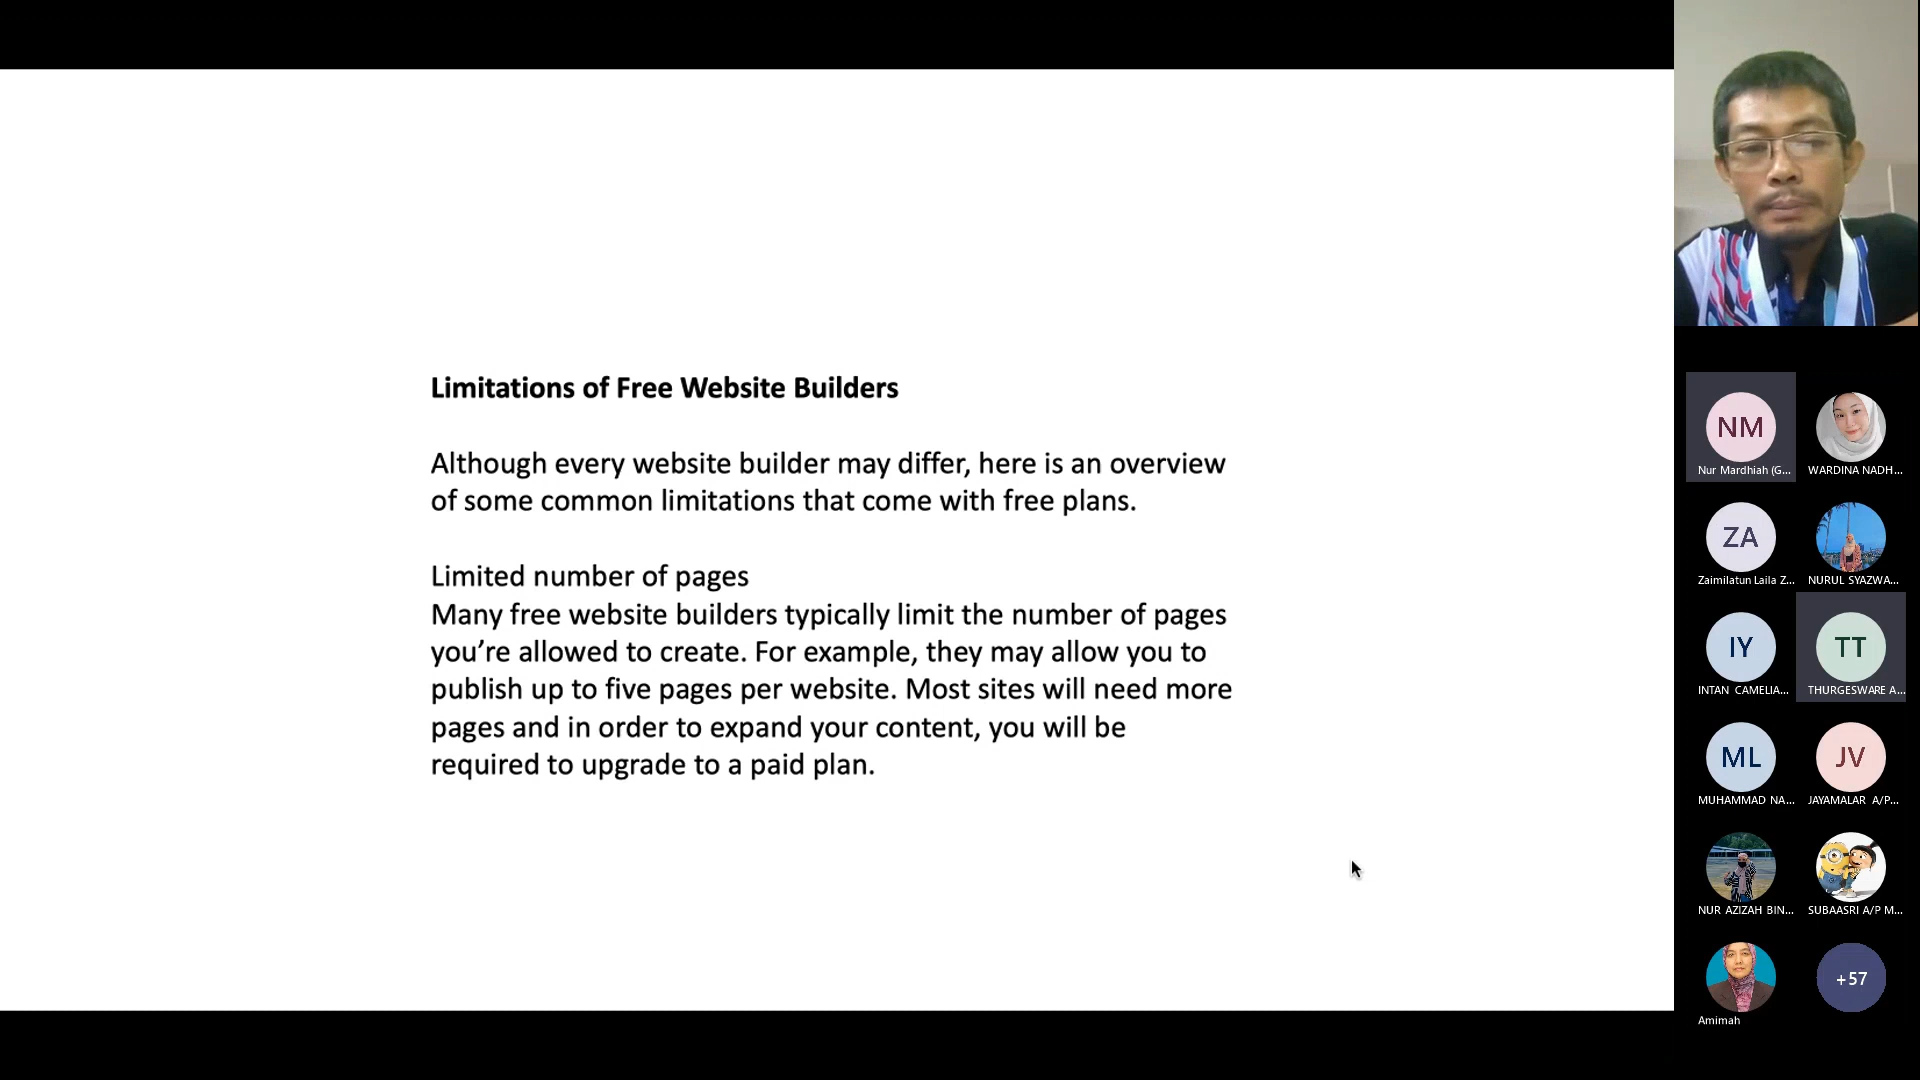 Limitations of Free Website Builders
Although every website builder may differ, here is an overview
of some common limitations that come with free plans.
Limited number of pages
Many free website builders typically limit the number of pages
you’re allowed to create. For example, they may allow you to
publish up to five pages per website. Most sites will need more
pages and in order to expand your content, you will be
required to upgrade to a paid plan.
NM
Nur Mardhiah (G...
WARDINA NADH...
ZA
Zaimilatun Laila Z...
NURUL SYAZWA...
IY
INTAN CAMELIA...
TT
THURGESWARE A...
ML
MUHAMMAD NA...
JV
JAYAMALAR A/P...
NUR AZIZAH BIN...
SUBAASRI A/P M...
Amimah
+57